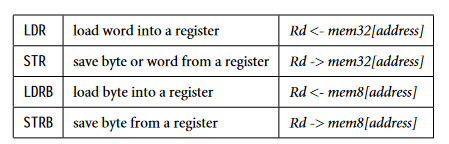 LDR load word into a register Rd <- mem32[address]
STR save byte or word from a register Rd -> mem32[address]
LDRB load byte into a register Rd <- mem8[address]
STRB save byte from a register Rd -> mem8[address]